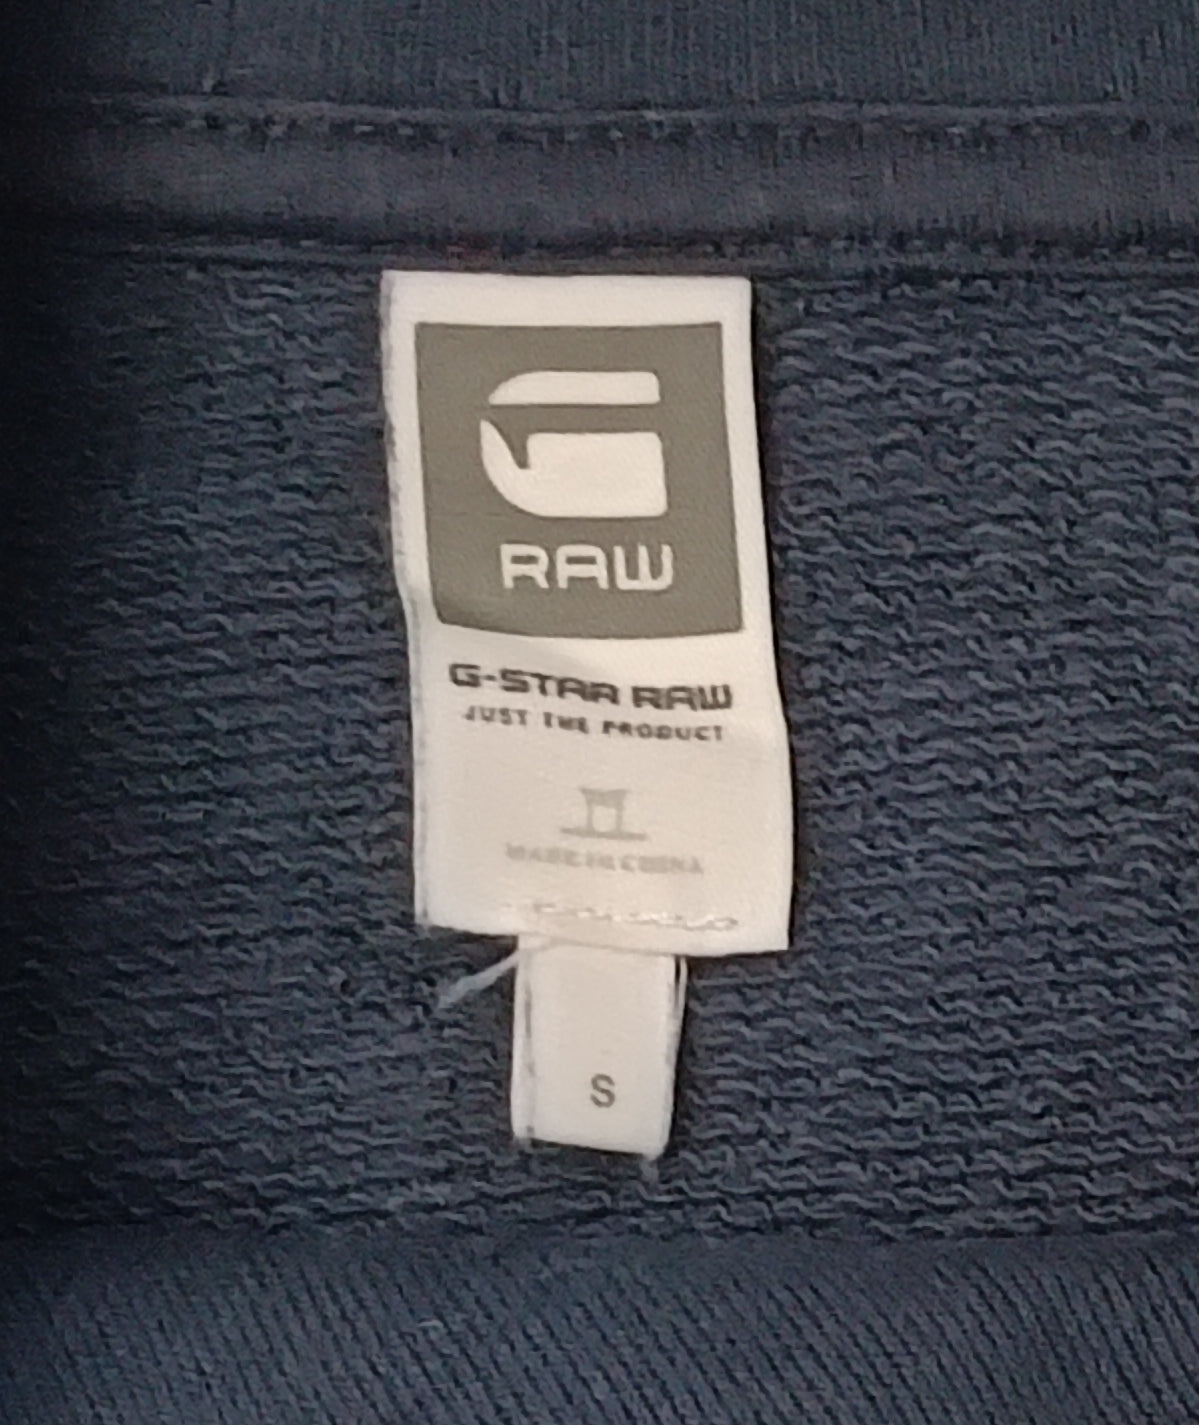 RAW
G-STAR RAW
JUST THE PRODUCT
MADE IN CHINA
S